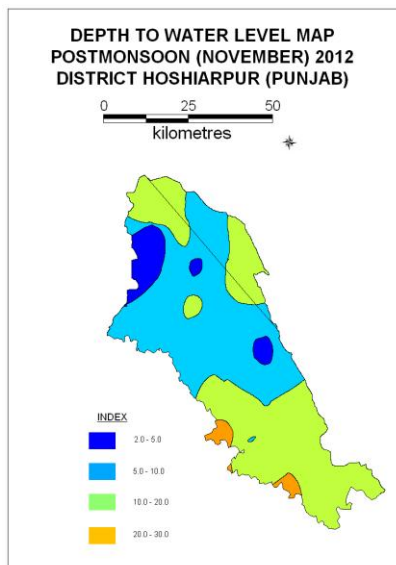 DEPTH TO WATER LEVEL MAP
POSTMONSOON (NOVEMBER) 2012
DISTRICT HOSHIARPUR (PUNJAB)
0 25 50
kilometres
INDEX
2.0 - 5.0
5.0 - 10.0
10.0 - 20.0
20.0 - 30.0